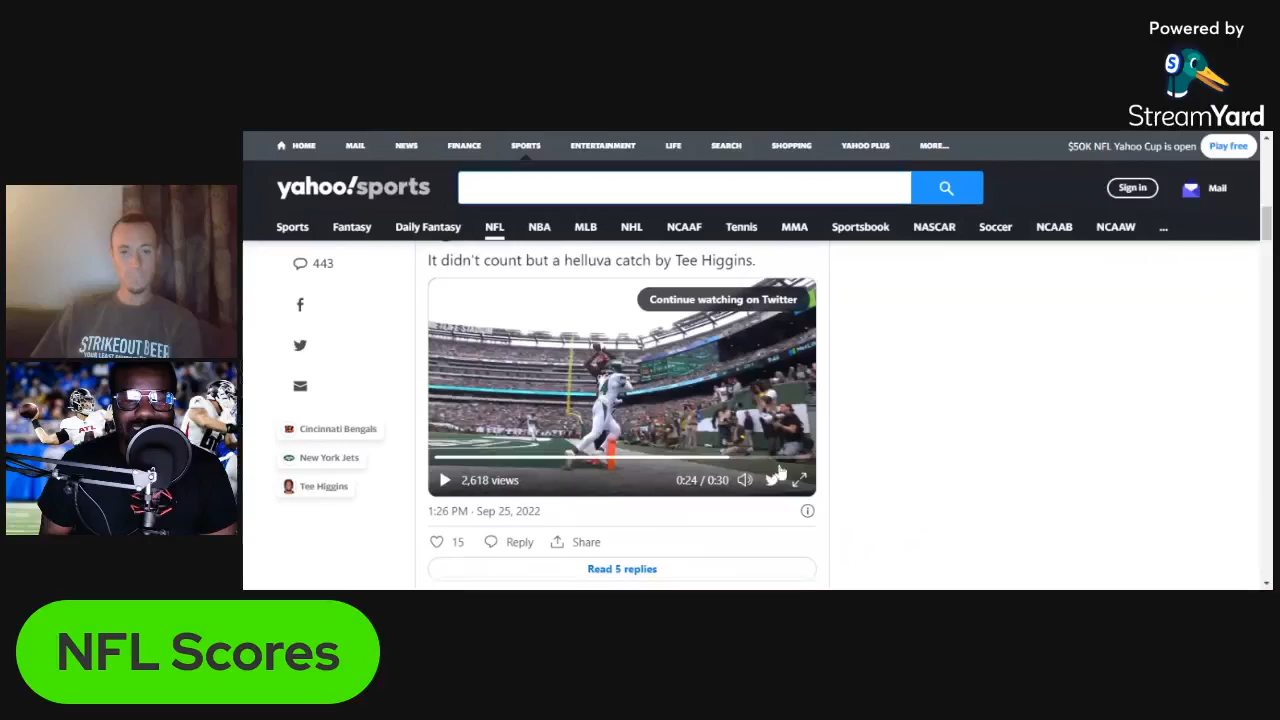 Powered by
StreamYard
HOME MAIL NEWS FINANCE SPORTS ENTERTAINMENT LIFE SEARCH SHOPPING YAHOO PLUS MORE... $50K NFL Yahoo Cup is open Play free
yahoo!sports Sign in Mail
Sports Fantasy Daily Fantasy NFL NBA MLB NHL NCAAF Tennis MMA Sportsbook NASCAR Soccer NCAAB NCAAW ...
443
It didn't count but a helluva catch by Tee Higgins.
Continue watching on Twitter
2,618 views 0:24 / 0:30
1:26 PM · Sep 25, 2022
15 Reply Share
Read 5 replies
Cincinnati Bengals
New York Jets
Tee Higgins
STRIKEOUT BEER
ATL
NFL Scores